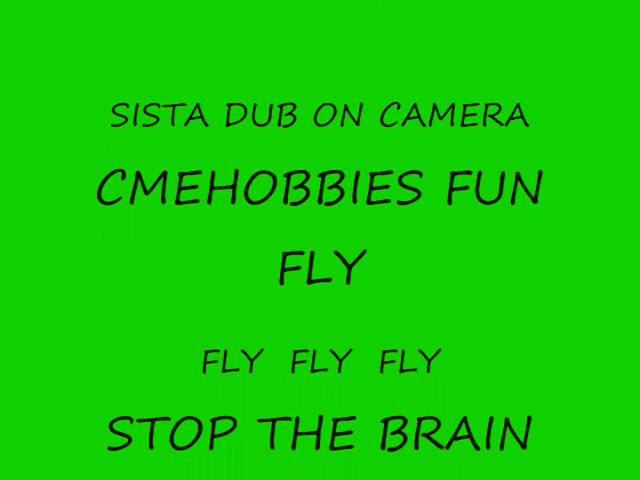 SISTA DUB ON CAMERA
CMEHOBBIES FUN
FLY
FLY FLY FLY
STOP THE BRAIN